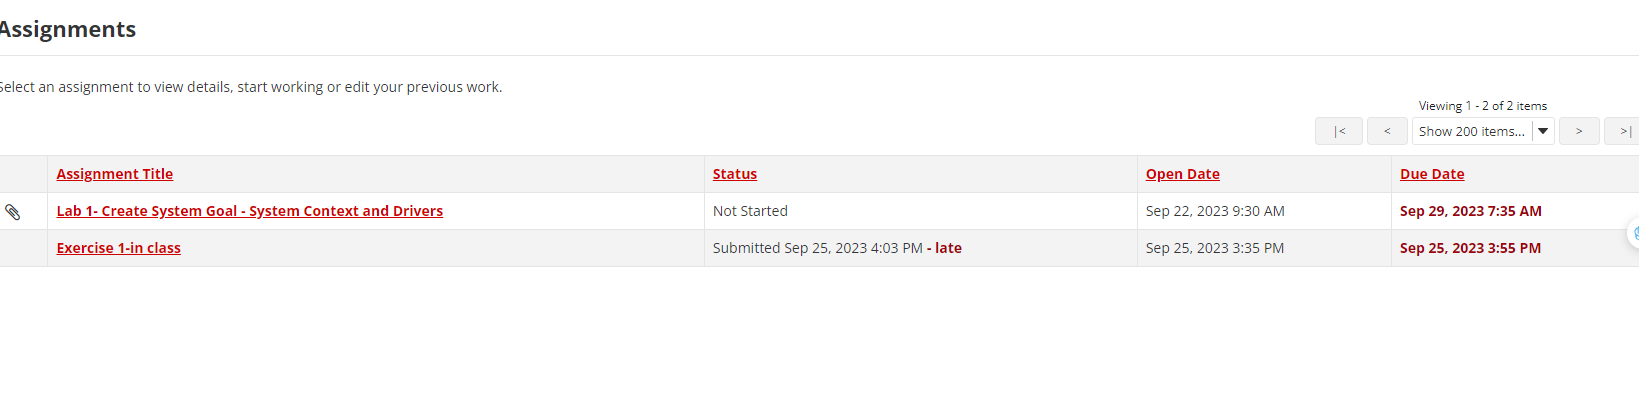 Assignments
Select an assignment to view details, start working or edit your previous work.
Viewing 1 - 2 of 2 items
|< < Show 200 items... > >|
Assignment Title Status Open Date Due Date
Lab 1- Create System Goal - System Context and Drivers Not Started Sep 22, 2023 9:30 AM Sep 29, 2023 7:35 AM
Exercise 1-in class Submitted Sep 25, 2023 4:03 PM - late Sep 25, 2023 3:35 PM Sep 25, 2023 3:55 PM